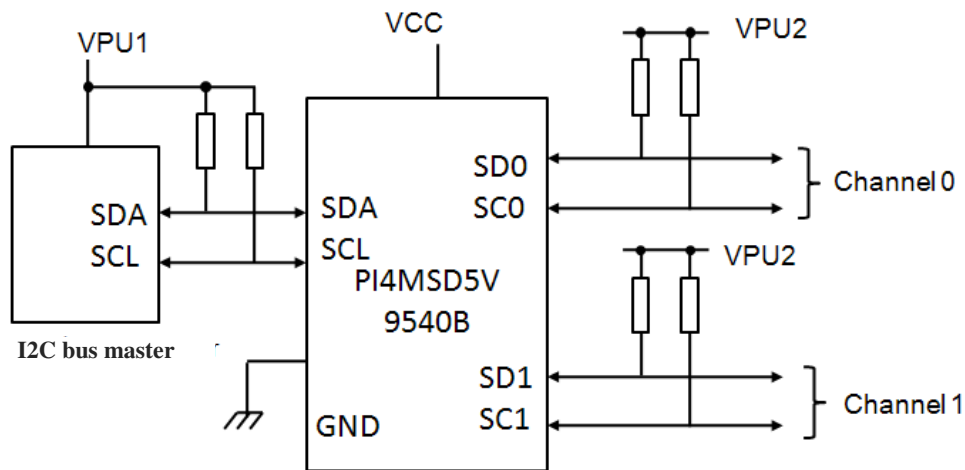 VPU1
VCC
VPU2
SDA
SCL
I2C bus master
SDA
SCL
PI4MSD5V
9540B
GND
SD0
SC0
Channel 0
VPU2
SD1
SC1
Channel 1